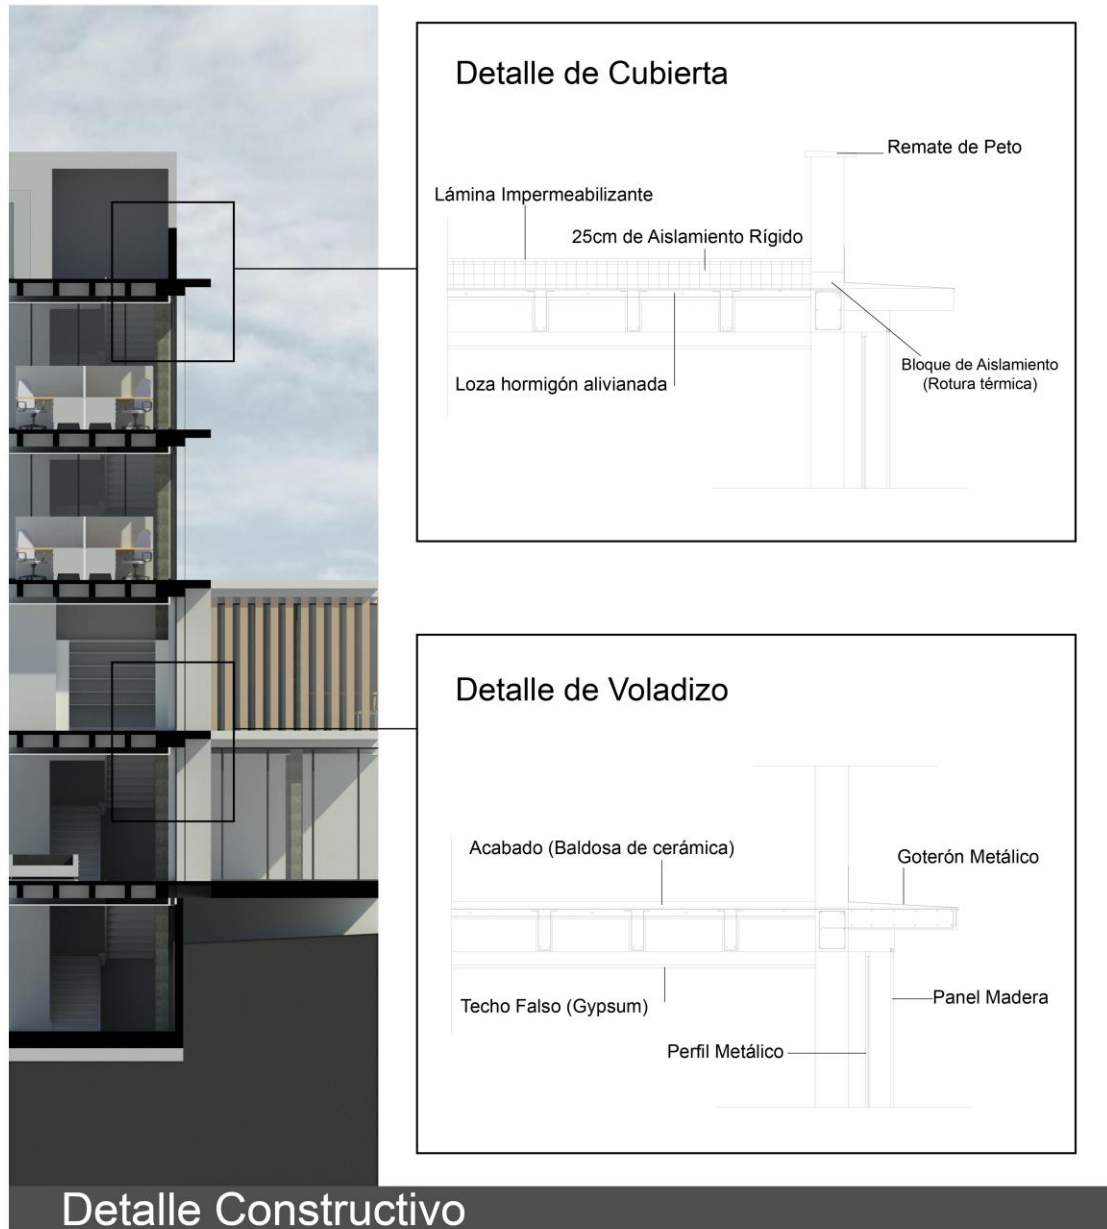 Detalle de Cubierta
Remate de Peto
Lámina Impermeabilizante
25cm de Aislamiento Rígido
Bloque de Aislamiento
(Rotura térmica)
Loza hormigón alivianada
Detalle de Voladizo
Acabado (Baldosa de cerámica)
Goterón Metálico
Techo Falso (Gypsum)
Panel Madera
Perfil Metálico
Detalle Constructivo